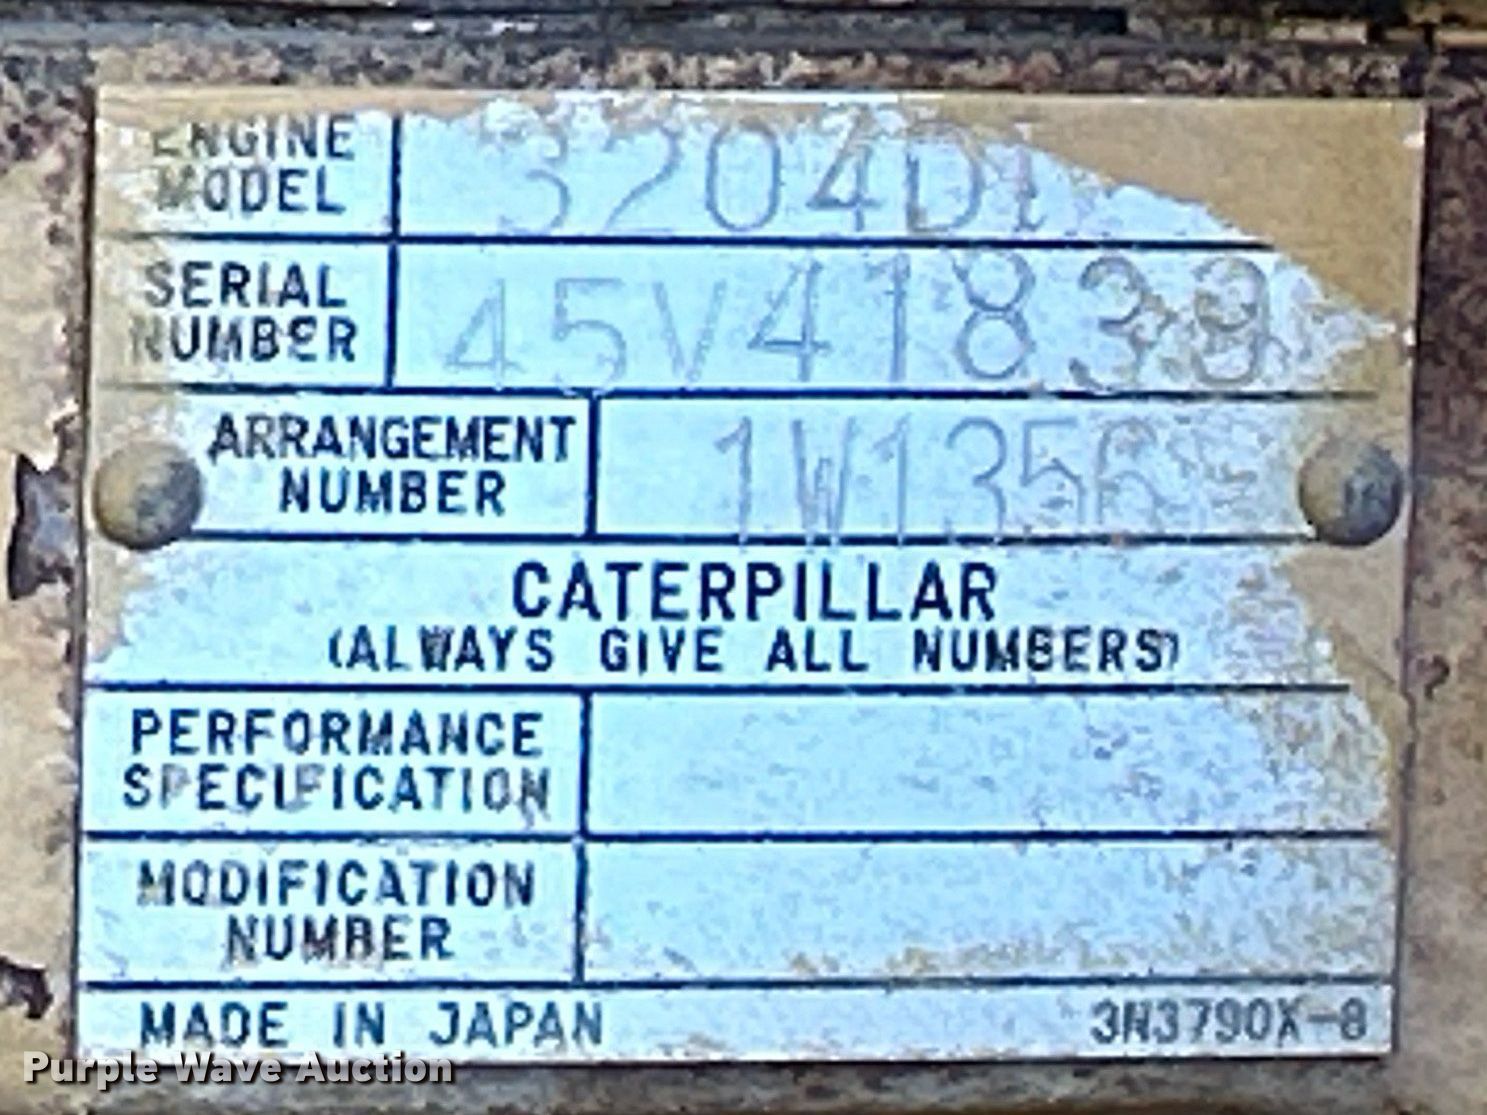 ENGINE MODEL 3204DI
SERIAL NUMBER 45V41839
ARRANGEMENT NUMBER 1W1356
CATERPILLAR
(ALWAYS GIVE ALL NUMBERS)
PERFORMANCE
SPECIFICATION
MODIFICATION
NUMBER
MADE IN JAPAN 3N3790X-8
Purple Wave Auction